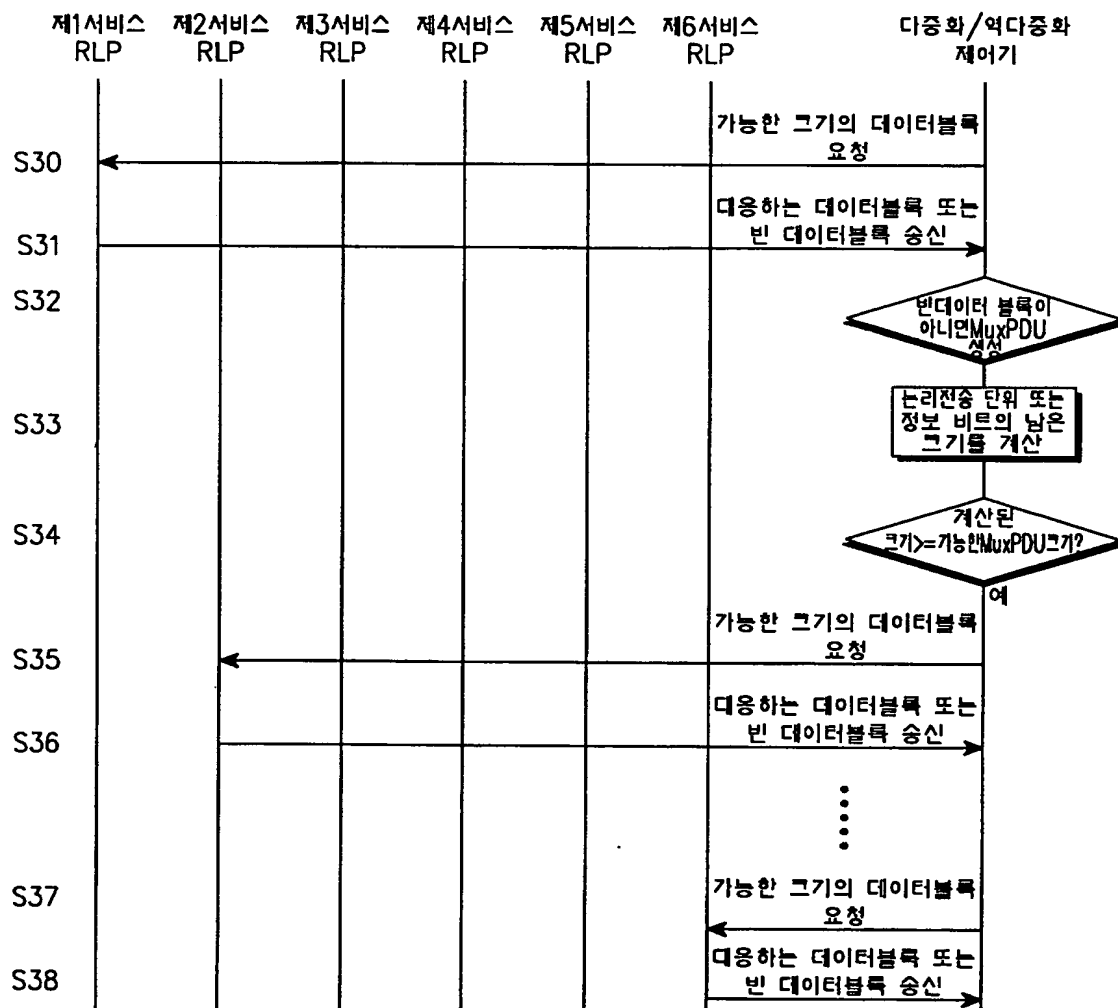 제1서비스 RLP
제2서비스 RLP
제3서비스 RLP
제4서비스 RLP
제5서비스 RLP
제6서비스 RLP
다중화/역다중화
제어기
가능한 크기의 데이터블록
요청
S30
대응하는 데이터블록 또는
빈 데이터블록 송신
S31
S32
빈데이터 블록이
아니면MuxPDU
생성
S33
논리전송 단위 또는
정보 비트의 남은
크기를 계산
S34
계산된
크기>=가능한MuxPDU크기?
예
가능한 크기의 데이터블록
요청
S35
대응하는 데이터블록 또는
빈 데이터블록 송신
S36
S37
가능한 크기의 데이터블록
요청
대응하는 데이터블록 또는
빈 데이터블록 송신
S38